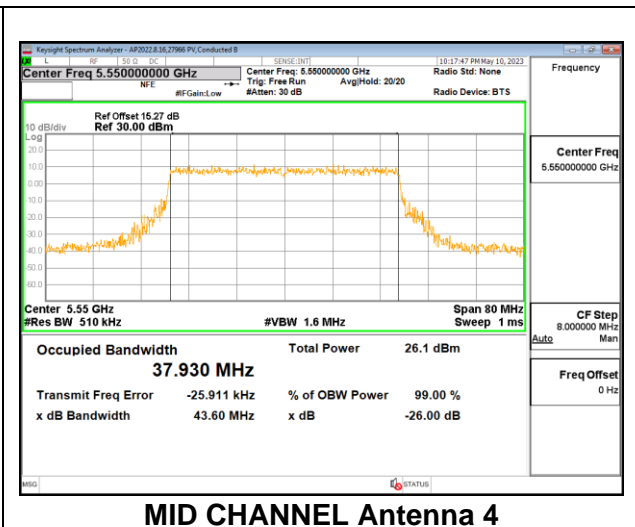 Keysight Spectrum Analyzer - AP2022.8.16,27966 PV,Conducted B
L RF 50 Ω DC SENSE:INT 10:17:47 PM May 10, 2023
Center Freq 5.550000000 GHz Center Freq: 5.550000000 GHz Radio Std: None Frequency
NFE Trig: Free Run Avg|Hold: 20/20
#IFGain:Low #Atten: 30 dB Radio Device: BTS
Ref Offset 15.27 dB
10 dB/div Ref 30.00 dBm
Log
20.0
10.0
0.00
-10.0
-20.0
-30.0
-40.0
-50.0
-60.0
Center Freq
5.550000000 GHz
Center 5.55 GHz Span 80 MHz
#Res BW 510 kHz #VBW 1.6 MHz Sweep 1 ms
CF Step
8.000000 MHz
Auto Man
Freq Offset
0 Hz
Occupied Bandwidth Total Power 26.1 dBm
37.930 MHz
Transmit Freq Error -25.911 kHz % of OBW Power 99.00 %
x dB Bandwidth 43.60 MHz x dB -26.00 dB
MSG STATUS
MID CHANNEL Antenna 4